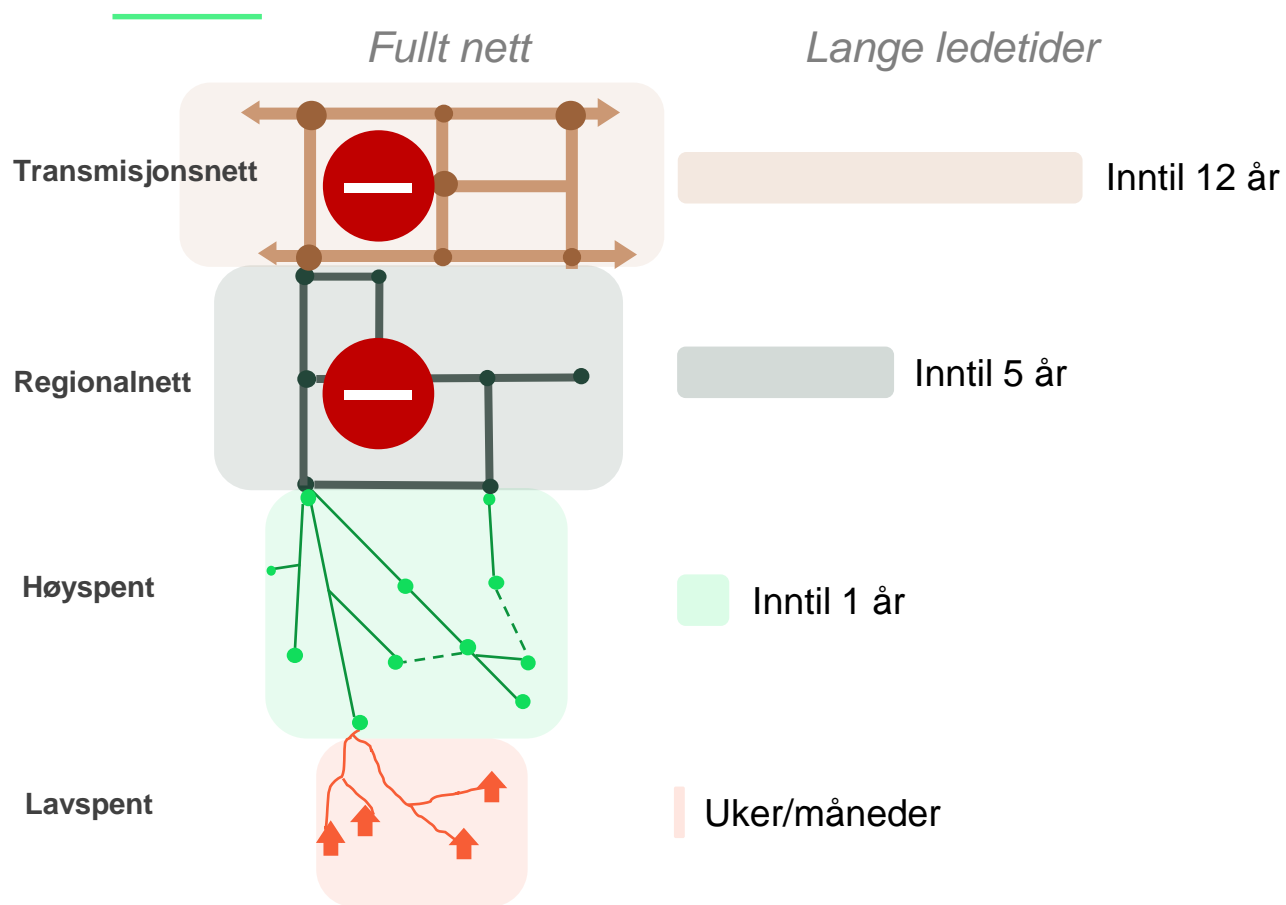 Fullt nett
Lange ledetider
Transmisjonsnett
Inntil 12 år
Regionalnett
Inntil 5 år
Høyspent
Inntil 1 år
Lavspent
Uker/måneder